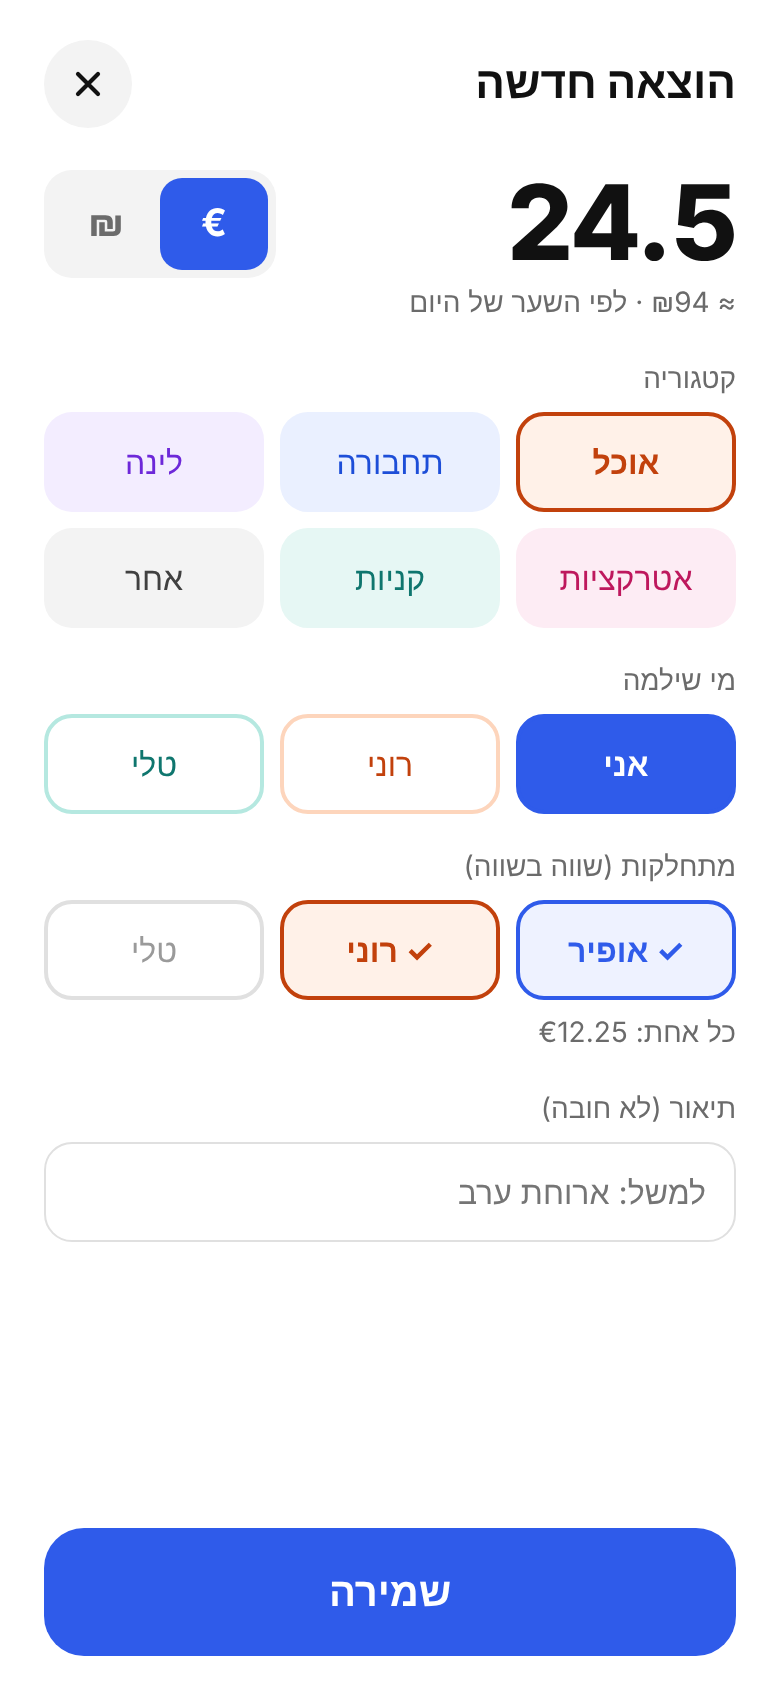 הוצאה חדשה
24.5
€ ₪
≈ ₪94 · לפי השער של היום
קטגוריה
אוכל תחבורה לינה
אטרקציות קניות אחר
מי שילמה
אני רוני טלי
מתחלקות (שווה בשווה)
✓ אופיר ✓ רוני טלי
כל אחת: €12.25
תיאור (לא חובה)
למשל: ארוחת ערב
שמירה